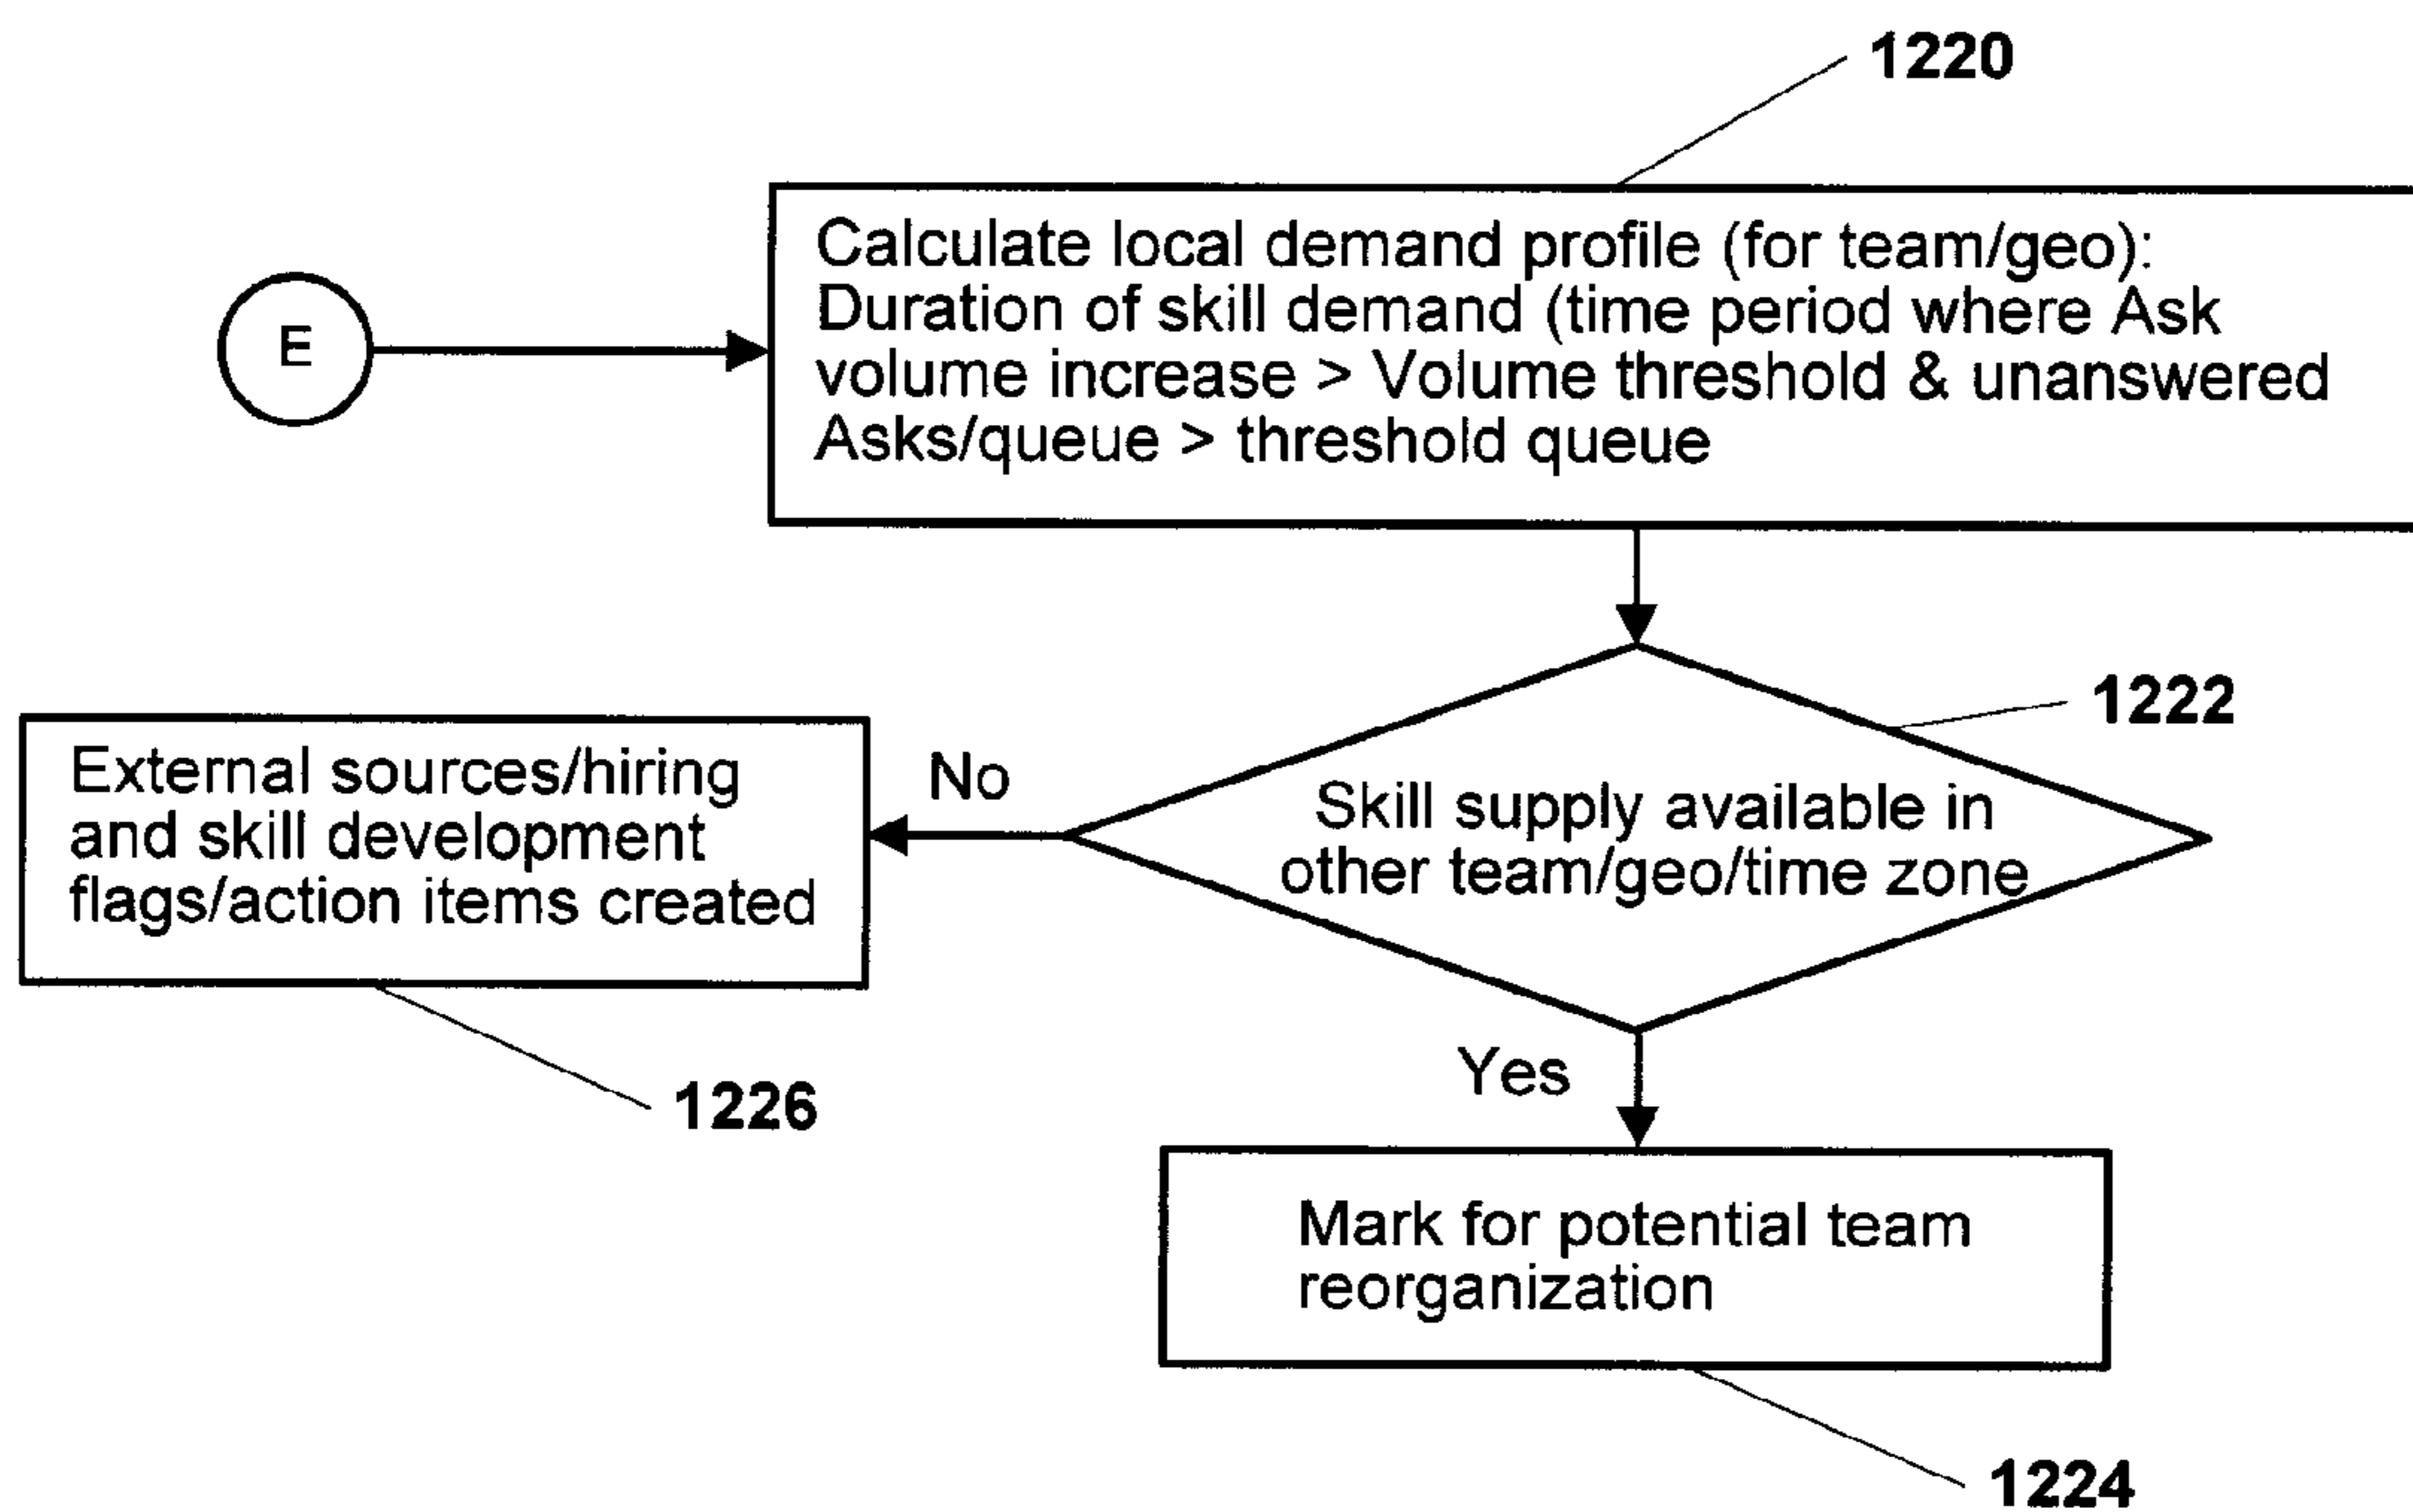 1220
Calculate local demand profile (for team/geo):
Duration of skill demand (time period where Ask
volume increase > Volume threshold & unanswered
Asks/queue > threshold queue
E
1222
External sources/hiring
and skill development
flags/action items created
No
Skill supply available in
other team/geo/time zone
1226
Yes
Mark for potential team
reorganization
1224